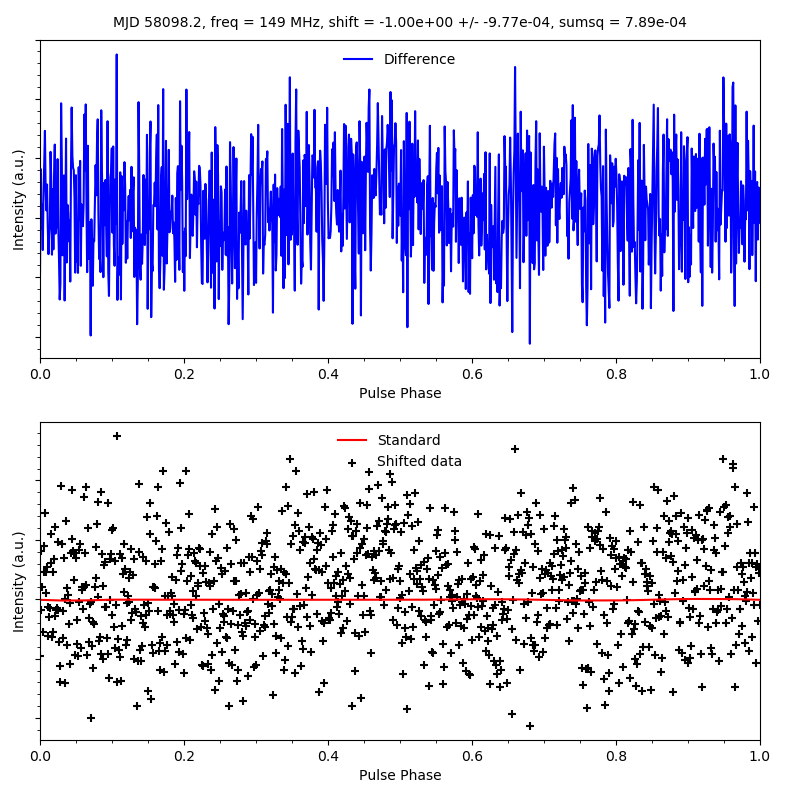 MJD 58098.2, freq = 149 MHz, shift = -1.00e+00 +/- -9.77e-04, sumsq = 7.89e-04
Difference
Intensity (a.u.)
0.0 0.2 0.4 0.6 0.8 1.0
Pulse Phase
Standard
Shifted data
Intensity (a.u.)
0.0 0.2 0.4 0.6 0.8 1.0
Pulse Phase